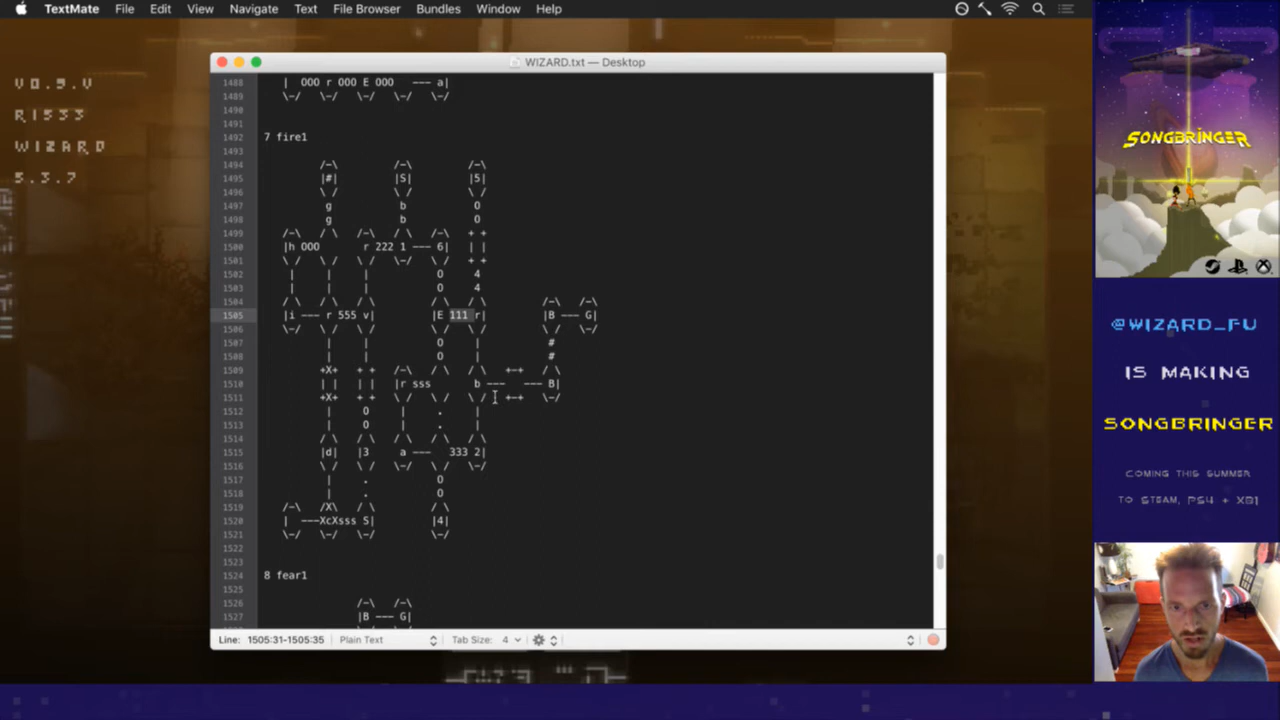 TextMate File Edit View Navigate Text File Browser Bundles Window Help
WIZARD.txt — Desktop
V0.9.V
R1533
WIZARD
5.3.7
1488 | 000 r 000 E 000 --- a|
1489 \-/ \-/ \-/ \-/ \-/
1490
1491
1492 7 fire1
1493
1494 /-\ /-\ /-\
1495 |#| |S| |5|
1496 \ / \ / \ /
1497 g b 0
1498 g b 0
1499 /-\ / \ /-\ / \ /-\ + +
1500 |h 000 r 222 1 --- 6| | |
1501 \ / \ / \ / \-/ \ / + +
1502 | | | 0 4
1503 | | | 0 4
1504 / \ / \ / \ / \ / \ /-\ /-\
1505 |i --- r 555 v| |E 111 r| |B --- G|
1506 \-/ \ / \ / \ / \ / \ / \-/
1507 | | 0 | #
1508 | | 0 | #
1509 +X+ + + /-\ / \ / \ +-+ / \
1510 | | | | |r sss b --- --- B|
1511 +X+ + + \ / \ / \ / +-+ \-/
1512 | 0 | . |
1513 | 0 | . |
1514 / \ / \ / \ / \ / \
1515 |d| |3 a --- 333 2|
1516 \ / \ / \-/ \ / \-/
1517 | . 0
1518 | . 0
1519 /-\ /X\ / \ / \
1520 | ---XcXsss S| |4|
1521 \-/ \-/ \-/ \-/
1522
1523
1524 8 fear1
1525
1526 /-\ /-\
1527 |B --- G|
Line: 1505:31-1505:35 Plain Text Tab Size: 4
SONGBRINGER
@WIZARD_FU
IS MAKING
SONGBRINGER
COMING THIS SUMMER
TO STEAM, PS4 + XB1